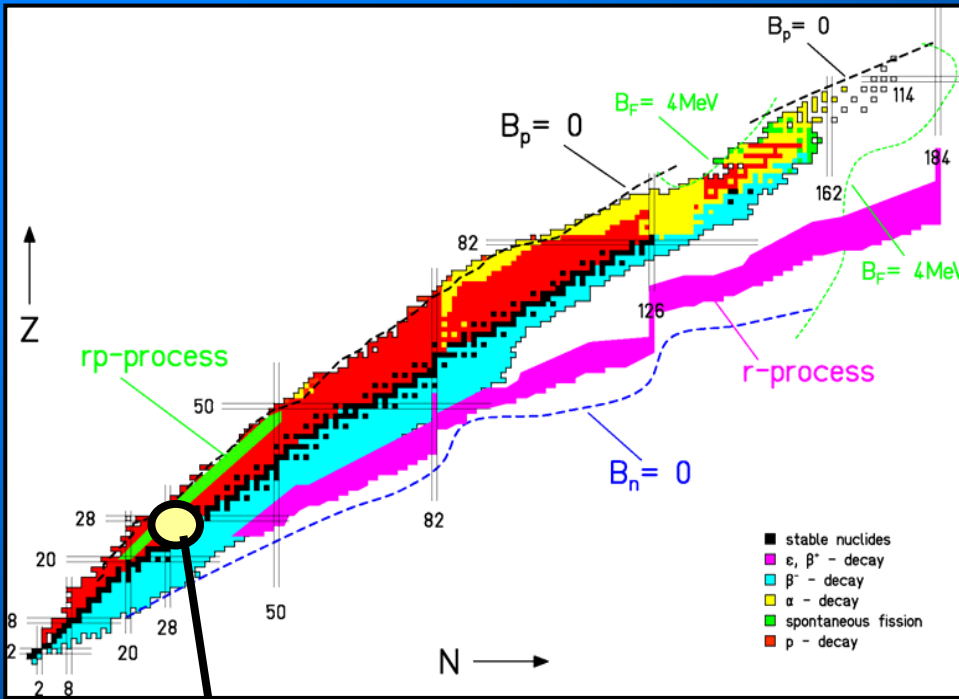 B_p = 0
114
B_F = 4MeV
B_p = 0
184
162
82
B_F = 4MeV
Z
126
rp-process
r-process
50
B_n = 0
28
82
stable nuclides
ε, β⁺ - decay
20
β⁻ - decay
50
α - decay
8
28
spontaneous fission
2
20
N
p - decay
2 8